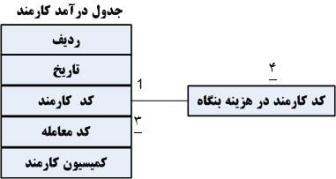 جدول درآمد کارمند
ردیف
تاریخ
کد کارمند
1
۴
کد کارمند در هزینه بنگاه
کد معامله
۳
کمیسیون کارمند